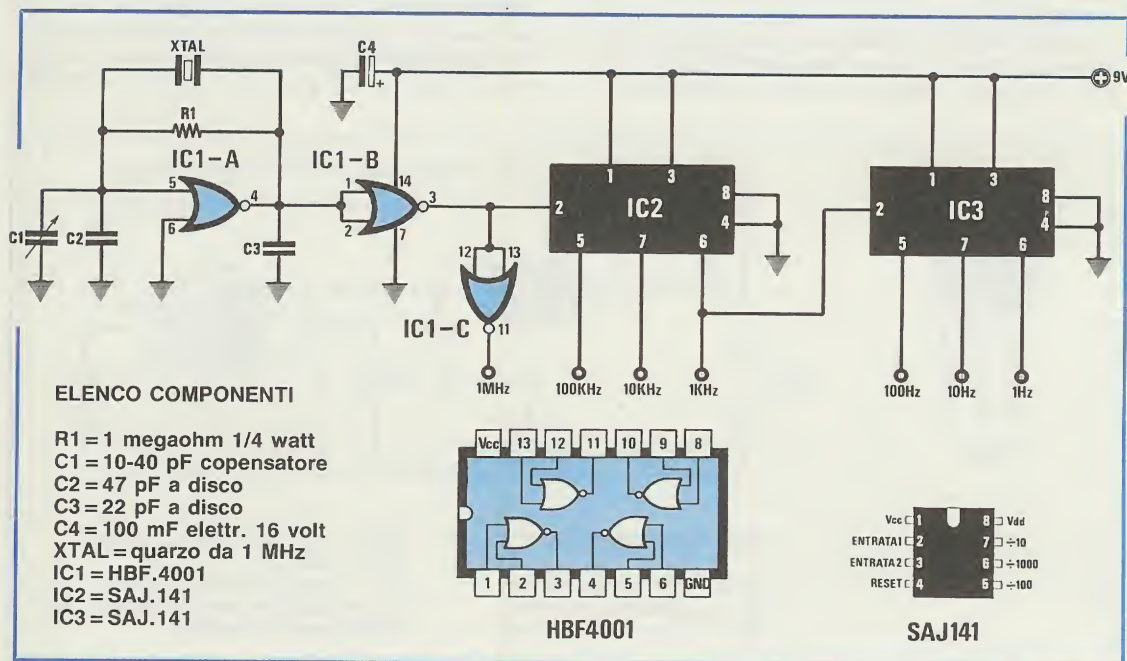 XTAL
C4
+
9V
R1
IC1-A
IC1-B
5
4
6
1
14
3
2
7
C1
C2
C3
12
13
IC1-C
11
1MHz
1
3
8
2
IC2
4
5
7
6
100KHz
10KHz
1KHz
1
3
8
2
IC3
4
5
7
6
100Hz
10Hz
1Hz
ELENCO COMPONENTI
R1 = 1 megaohm 1/4 watt
C1 = 10-40 pF copensatore
C2 = 47 pF a disco
C3 = 22 pF a disco
C4 = 100 mF elettr. 16 volt
XTAL = quarzo da 1 MHz
IC1 = HBF.4001
IC2 = SAJ.141
IC3 = SAJ.141
Vcc 13 12 11 10 9 8
1 2 3 4 5 6 GND
HBF4001
Vcc 1 8 Vdd
ENTRATA1 2 7 ÷10
ENTRATA2 3 6 ÷1000
RESET 4 5 ÷100
SAJ141